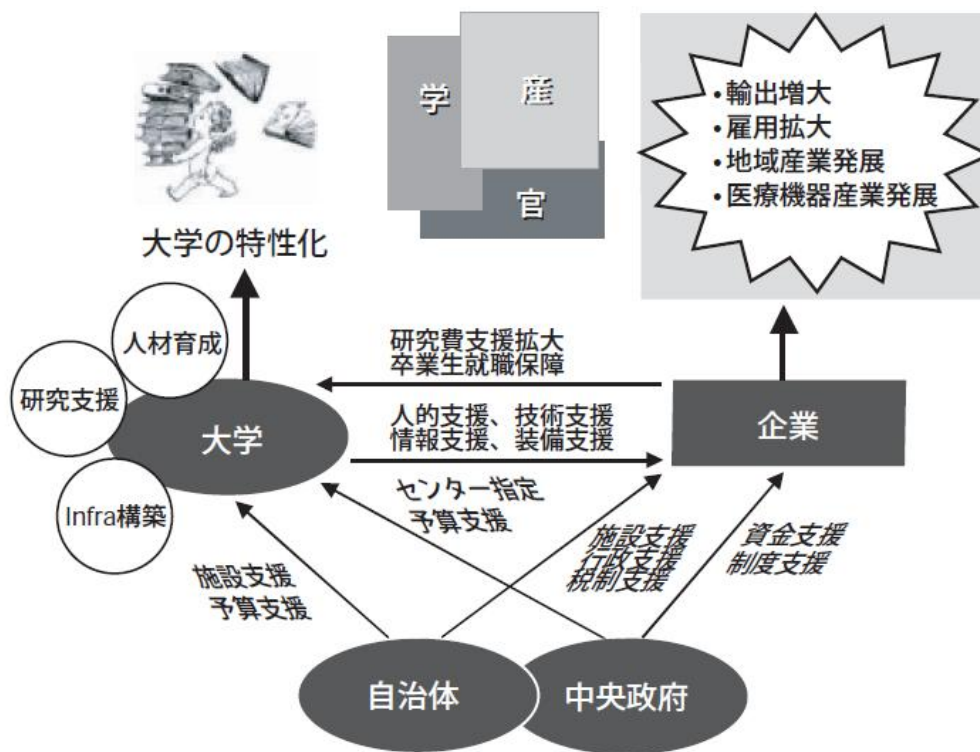 学
産
官
・輸出増大
・雇用拡大
・地域産業発展
・医療機器産業発展
大学の特性化
人材育成
研究支援
Infra構築
大学
研究費支援拡大
卒業生就職保障
人的支援、技術支援
情報支援、装備支援
企業
センター指定
予算支援
施設支援
行政支援
税制支援
資金支援
制度支援
施設支援
予算支援
自治体
中央政府